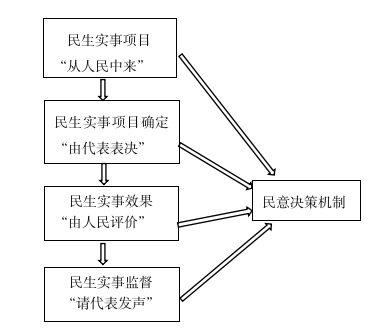 民生实事项目
“从人民中来”
民生实事项目确定
“由代表表决”
民生实事效果
“由人民评价”
民意决策机制
民生实事监督
“请代表发声”